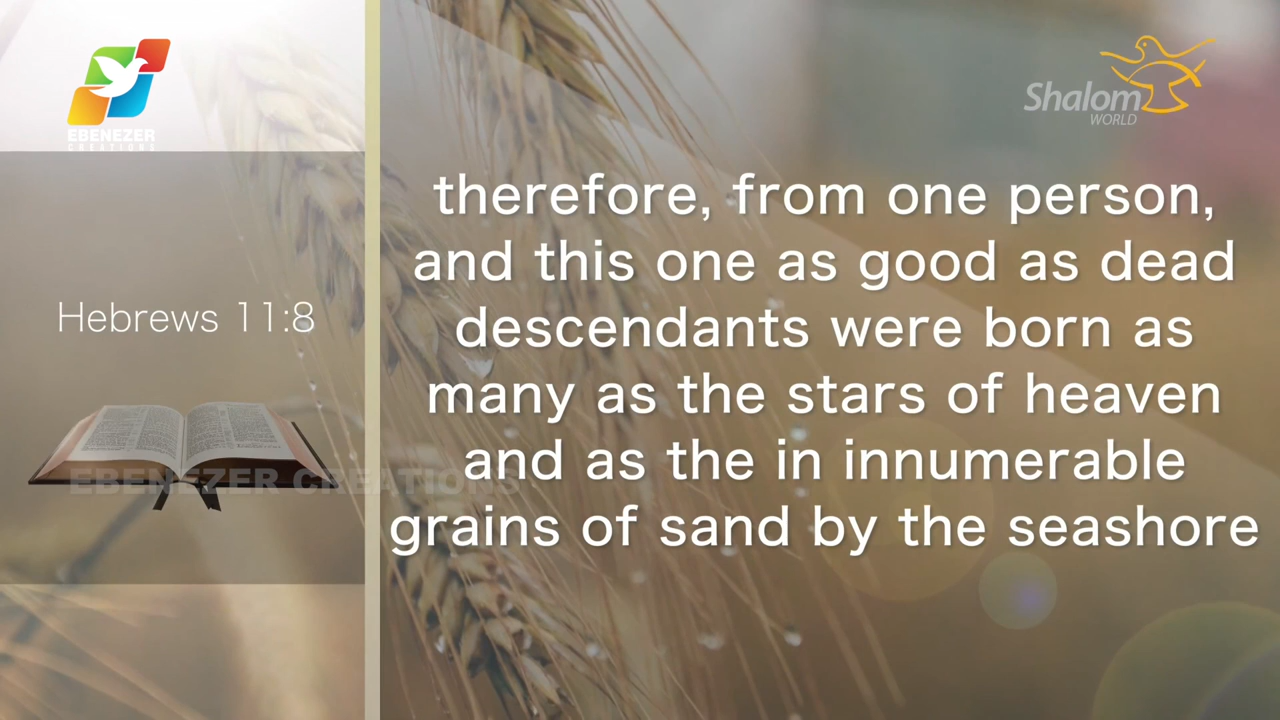 EBENEZER
CREATIONS
Shalom
WORLD
Hebrews 11:8
therefore, from one person,
and this one as good as dead
descendants were born as
many as the stars of heaven
and as the in innumerable
grains of sand by the seashore
EBENEZER CREATIONS